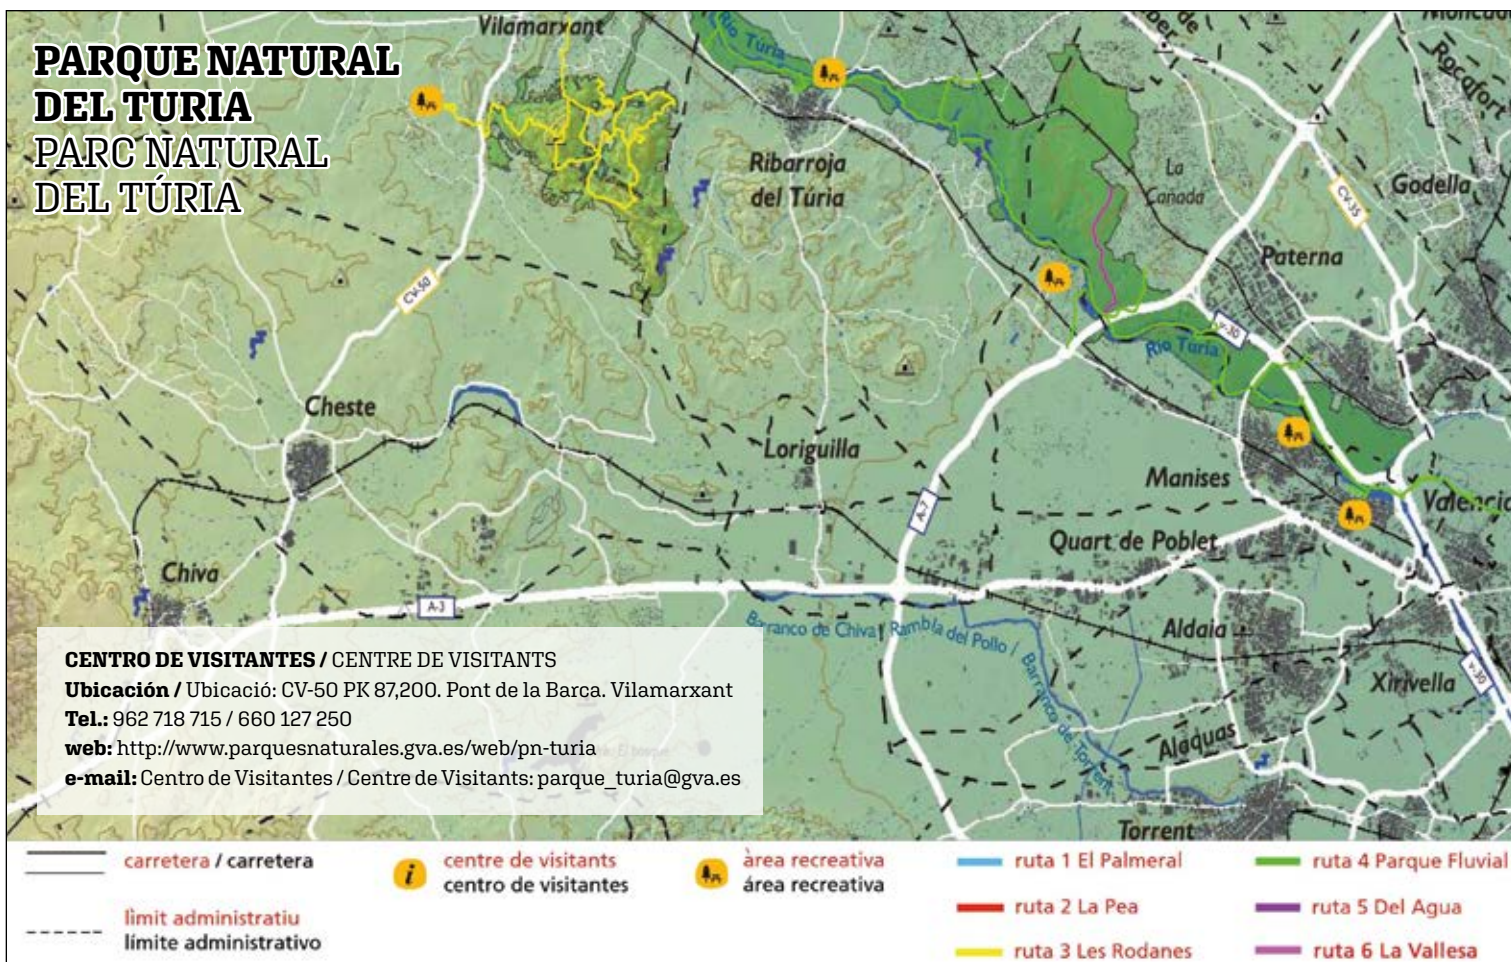 PARQUE NATURAL
DEL TURIA
PARC NATURAL
DEL TÚRIA
Vilamarxant
Río Túria
Rocafort
Ribarroja
del Túria
La
Canada
Godella
CV-35
Paterna
CV-50
v-30
Río Turia
Cheste
Loriguilla
Manises
A-7
Valencia
Quart de Poblet
Chiva
A-3
Barranco de Chiva / Rambla del Pollo / Barranco de Torrent
Aldaia
Xirivella
v-30
Alaquas
Torrent
CENTRO DE VISITANTES / CENTRE DE VISITANTS
Ubicación / Ubicació: CV-50 PK 87,200. Pont de la Barca. Vilamarxant
Tel.: 962 718 715 / 660 127 250
web: http://www.parquesnaturales.gva.es/web/pn-turia
e-mail: Centro de Visitantes / Centre de Visitants: parque_turia@gva.es
carretera / carretera
límit administratiu
límite administrativo
i
centre de visitants
centro de visitantes
àrea recreativa
área recreativa
ruta 1 El Palmeral
ruta 2 La Pea
ruta 3 Les Rodanes
ruta 4 Parque Fluvial
ruta 5 Del Agua
ruta 6 La Vallesa